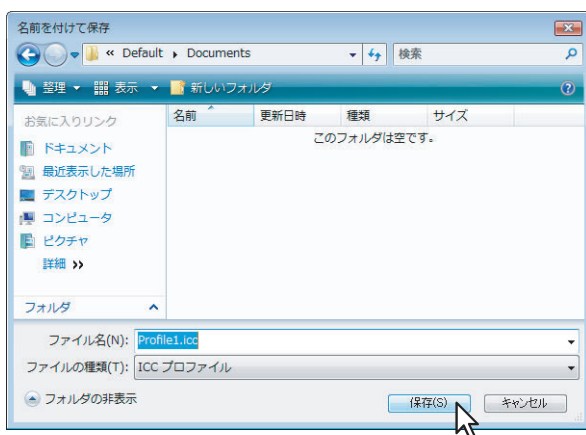 名前を付けて保存
« Default ▸ Documents
検索
整理 表示 新しいフォルダ
お気に入りリンク
ドキュメント
最近表示した場所
デスクトップ
コンピュータ
ピクチャ
詳細 »
フォルダ
名前 更新日時 種類 サイズ
このフォルダは空です。
ファイル名(N): Profile1.icc
ファイルの種類(T): ICC プロファイル
フォルダの非表示
保存(S) キャンセル